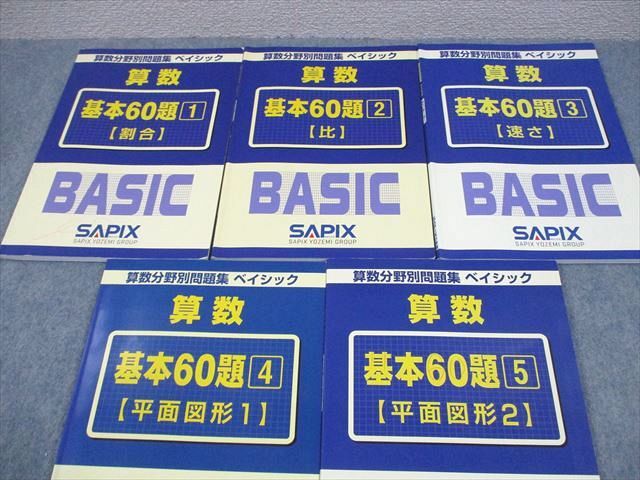 算数分野別問題集 ベイシック
算数
基本60題 1
【割合】
BASIC
SAPIX
SAPIX YOZEMI GROUP
算数分野別問題集 ベイシック
算数
基本60題 2
【比】
BASIC
SAPIX
SAPIX YOZEMI GROUP
算数分野別問題集 ベイシック
算数
基本60題 3
【速さ】
BASIC
SAPIX
SAPIX YOZEMI GROUP
算数分野別問題集 ベイシック
算数
基本60題 4
【平面図形1】
算数分野別問題集 ベイシック
算数
基本60題 5
【平面図形2】